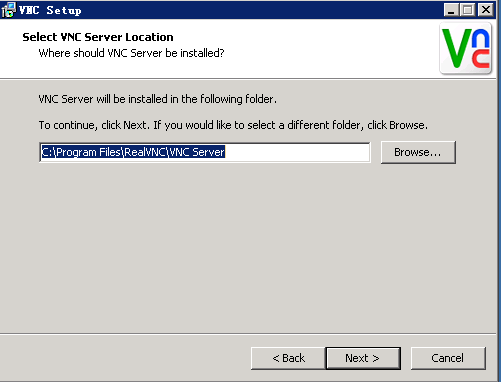 VNC Setup
Select VNC Server Location
Where should VNC Server be installed?
Vnc
VNC Server will be installed in the following folder.
To continue, click Next. If you would like to select a different folder, click Browse.
C:\Program Files\RealVNC\VNC Server
Browse...
< Back
Next >
Cancel